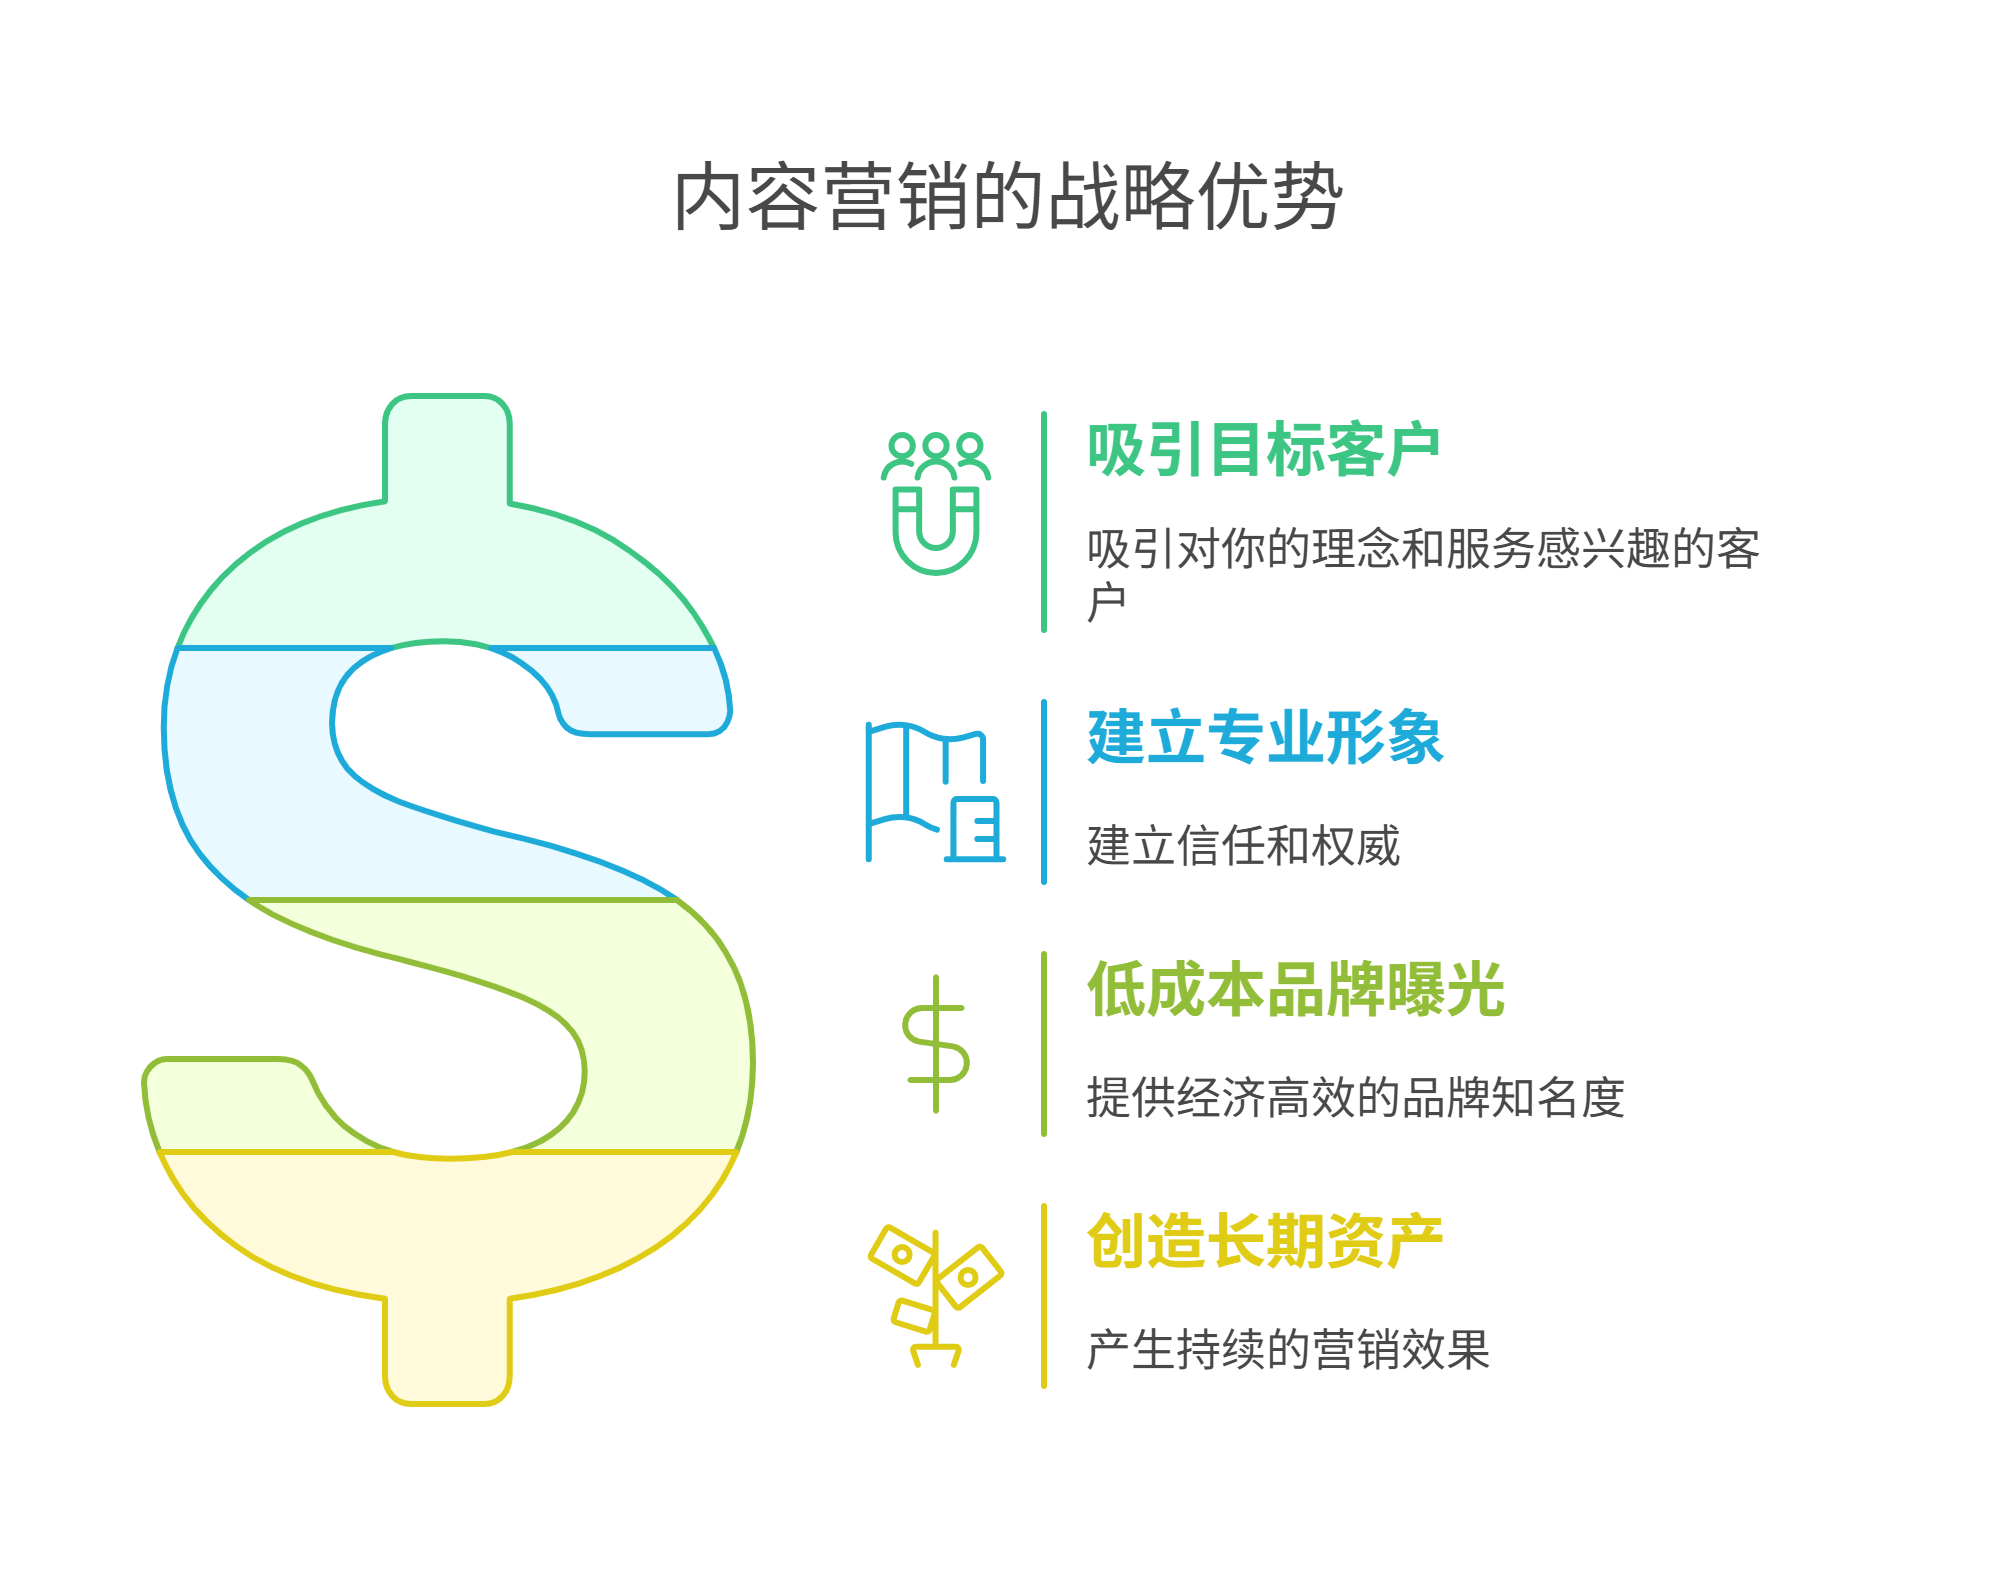 内容营销的战略优势
吸引目标客户
吸引对你的理念和服务感兴趣的客
户
建立专业形象
建立信任和权威
低成本品牌曝光
提供经济高效的品牌知名度
创造长期资产
产生持续的营销效果